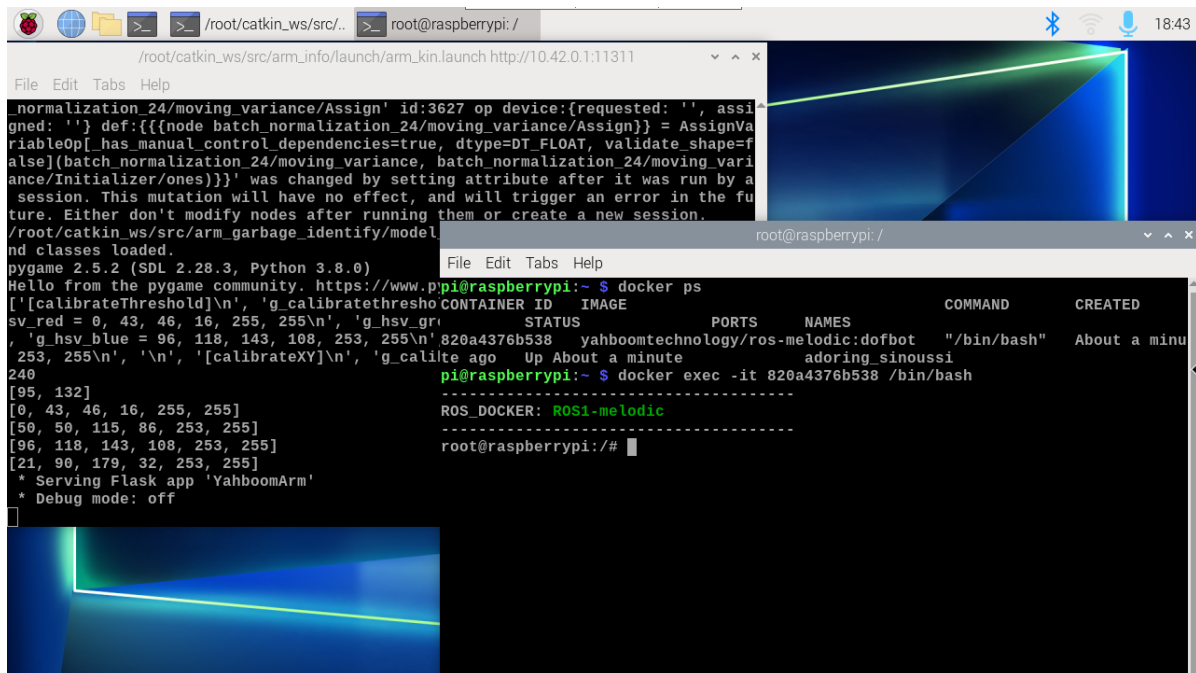 /root/catkin_ws/src/..
root@raspberrypi: /
18:43
/root/catkin_ws/src/arm_info/launch/arm_kin.launch http://10.42.0.1:11311
File Edit Tabs Help
_normalization_24/moving_variance/Assign' id:3627 op device:{requested: '', assi
gned: ''} def:{{{node batch_normalization_24/moving_variance/Assign}} = AssignVa
riableOp[_has_manual_control_dependencies=true, dtype=DT_FLOAT, validate_shape=f
alse](batch_normalization_24/moving_variance, batch_normalization_24/moving_vari
ance/Initializer/ones)}}' was changed by setting attribute after it was run by a
session. This mutation will have no effect, and will trigger an error in the fu
ture. Either don't modify nodes after running them or create a new session.
/root/catkin_ws/src/arm_garbage_identify/model_
nd classes loaded.
pygame 2.5.2 (SDL 2.28.3, Python 3.8.0)
Hello from the pygame community. https://www.p
['[calibrateThreshold]\n', 'g_calibratethresho
sv_red = 0, 43, 46, 16, 255, 255\n', 'g_hsv_gr
, 'g_hsv_blue = 96, 118, 143, 108, 253, 255\n'
253, 255\n', '\n', '[calibrateXY]\n', 'g_calib
240
[95, 132]
[0, 43, 46, 16, 255, 255]
[50, 50, 115, 86, 253, 255]
[96, 118, 143, 108, 253, 255]
[21, 90, 179, 32, 253, 255]
* Serving Flask app 'YahboomArm'
* Debug mode: off
root@raspberrypi: /
File Edit Tabs Help
pi@raspberrypi:~ $ docker ps
CONTAINER ID IMAGE COMMAND CREATED
STATUS PORTS NAMES
820a4376b538 yahboomtechnology/ros-melodic:dofbot "/bin/bash" About a minu
te ago Up About a minute adoring_sinoussi
pi@raspberrypi:~ $ docker exec -it 820a4376b538 /bin/bash
---------------------------------------
ROS_DOCKER: ROS1-melodic
---------------------------------------
root@raspberrypi:/#